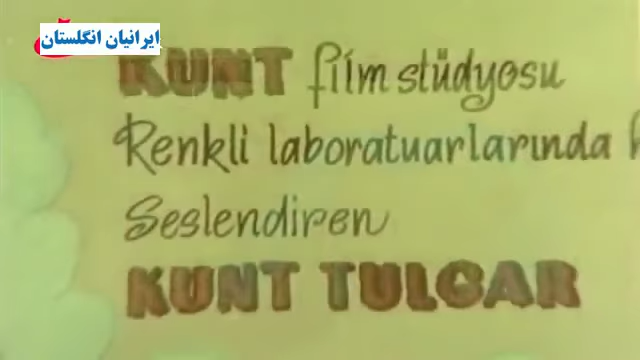 ایرانیان انگلستان
KUNT film stüdyosu
Renkli laboratuarlarında
Seslendiren
KUNT TULGAR